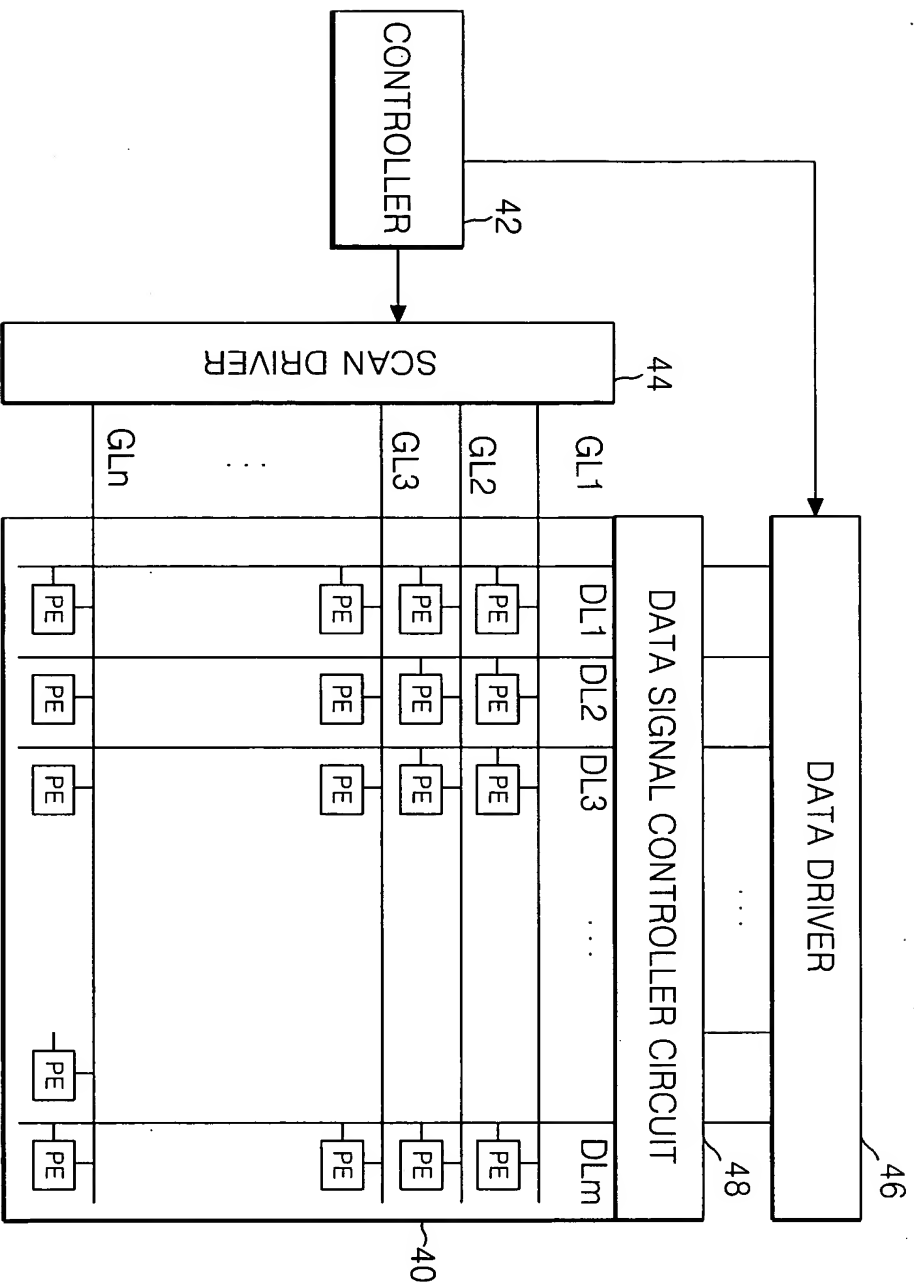 46
DATA DRIVER
...
48
DATA SIGNAL CONTROLLER CIRCUIT
44
DL1 DL2 DL3 ... DLm
GL1
PE PE PE PE
42
GL2
PE PE PE PE
CONTROLLER
SCAN DRIVER
GL3
PE PE PE PE
40
...
GLn
PE PE PE PE PE